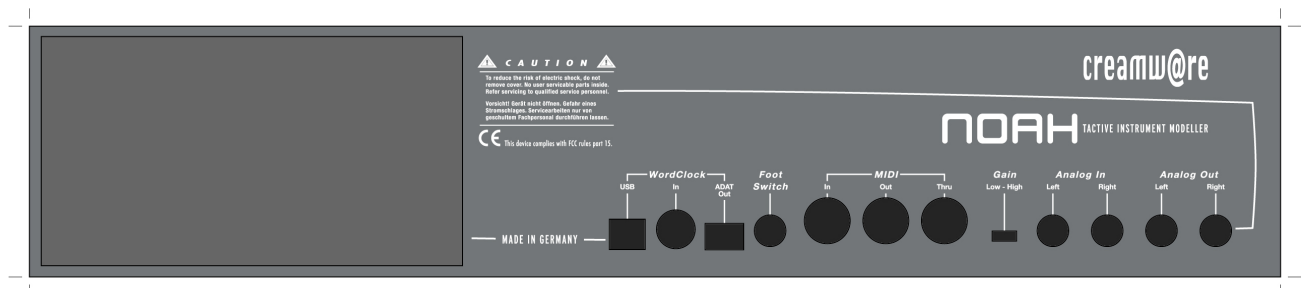 CAUTION
To reduce the risk of electric shock, do not
remove cover. No user servicable parts inside.
Refer servicing to qualified service personnel.
Vorsicht! Gerät nicht öffnen. Gefahr eines
Stromschlages. Servicearbeiten nur von
geschultem Fachpersonal durchführen lassen.
CE This device complies with FCC rules part 15.
creamw@re
NOAH TACTIVE INSTRUMENT MODELLER
WordClock
USB In ADAT
Out
Foot
Switch
MIDI
In Out Thru
Gain
Low - High
Analog In
Left Right
Analog Out
Left Right
MADE IN GERMANY